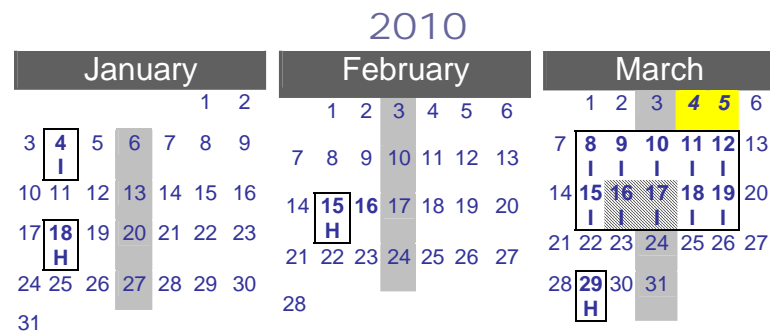 2010
January
1 2
3 4 5 6 7 8 9
I
10 11 12 13 14 15 16
17 18 19 20 21 22 23
H
24 25 26 27 28 29 30
31
February
1 2 3 4 5 6
7 8 9 10 11 12 13
14 15 16 17 18 19 20
H
21 22 23 24 25 26 27
28
March
1 2 3 4 5 6
7 8 9 10 11 12 13
I I I I I
14 15 16 17 18 19 20
I I I I I
21 22 23 24 25 26 27
28 29 30 31
H